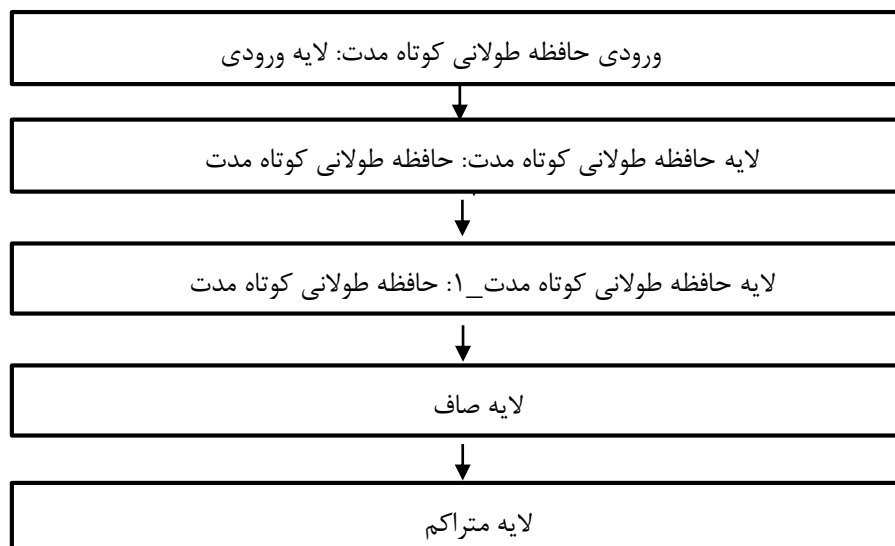 ورودی حافظه طولانی کوتاه مدت: لایه ورودی
لایه حافظه طولانی کوتاه مدت: حافظه طولانی کوتاه مدت
لایه حافظه طولانی کوتاه مدت_۱: حافظه طولانی کوتاه مدت
لایه صاف
لایه متراکم